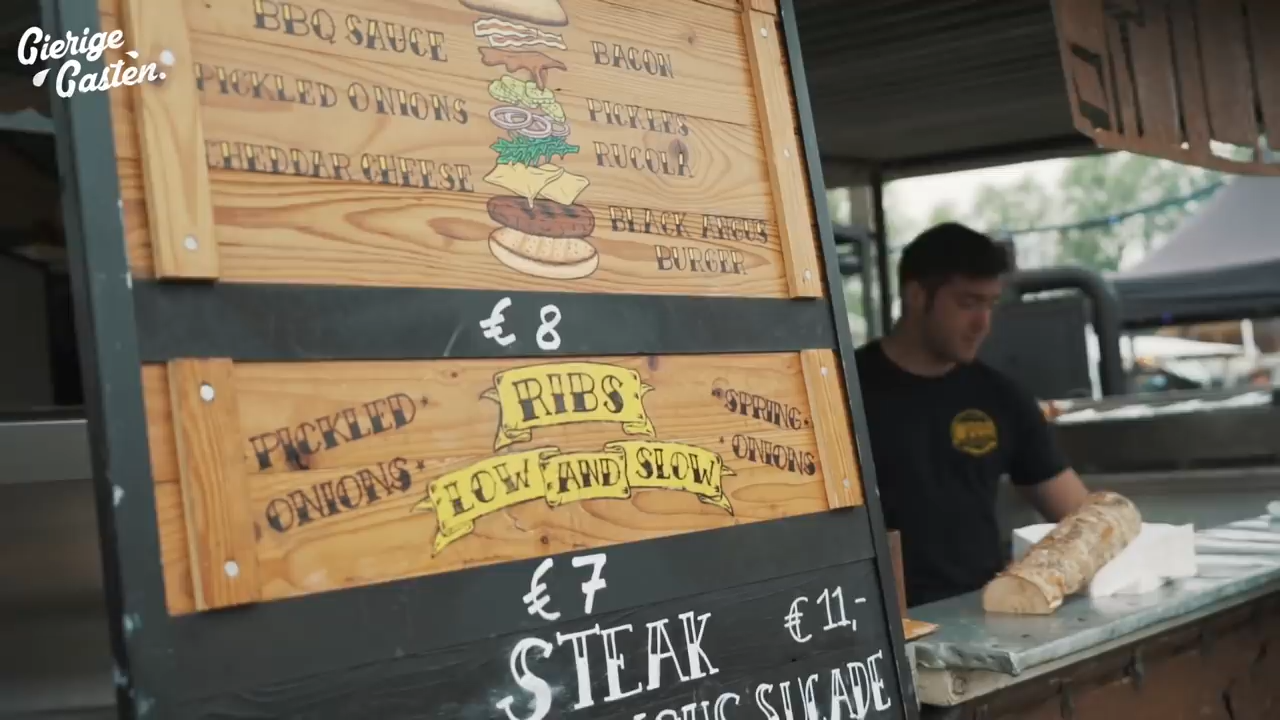 Gierige
Gasten.
BBQ SAUCE
BACON
PICKLED ONIONS
PICKLES
CHEDDAR CHEESE
RUCOLA
BLACK ANGUS
BURGER
€ 8
PICKLED
ONIONS
RIBS
LOW AND SLOW
SPRING
ONIONS
€ 7
STEAK
€ 11,-
SUCADE